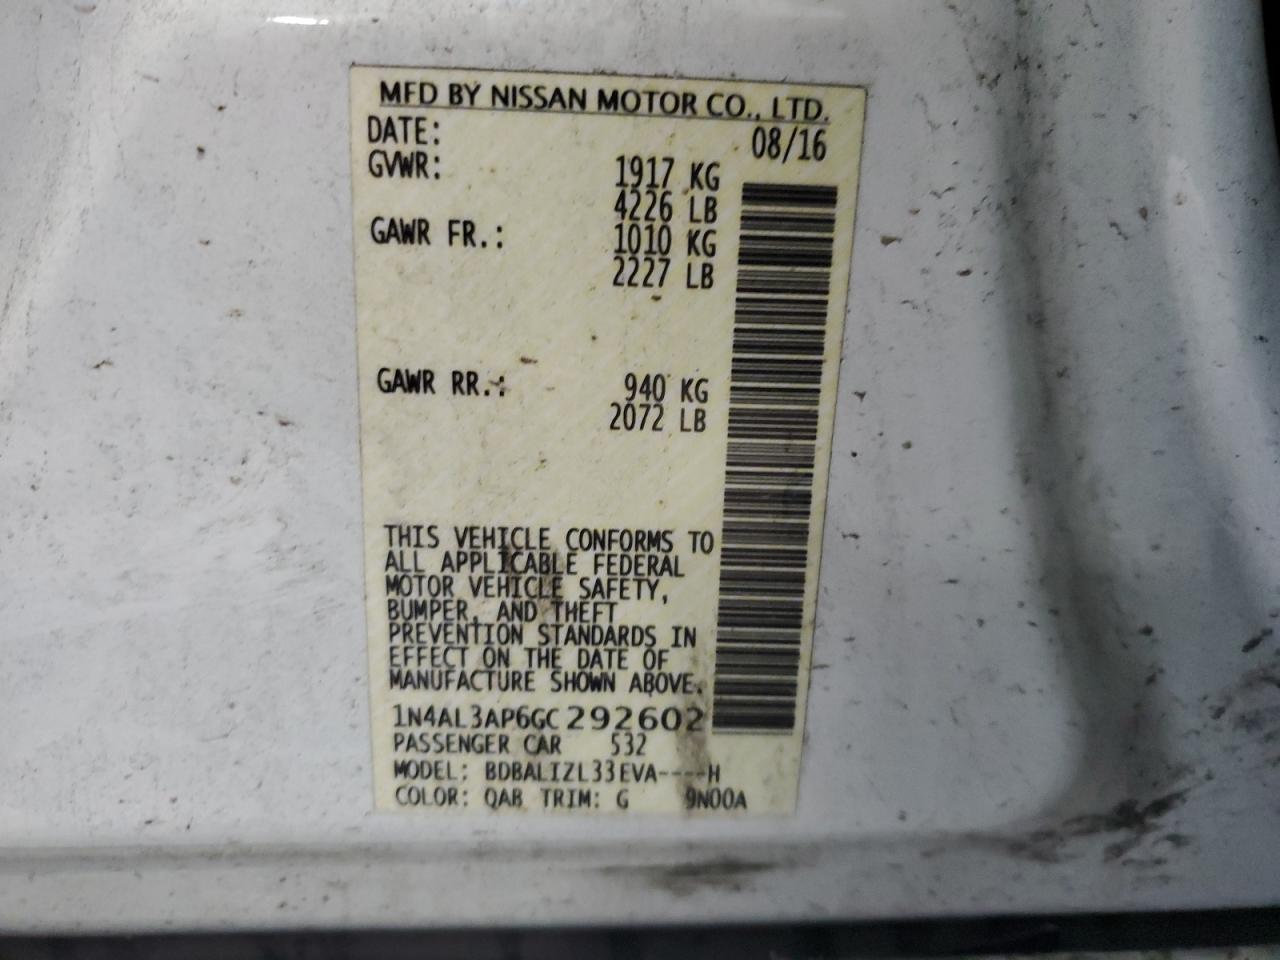 MFD BY NISSAN MOTOR CO., LTD.
DATE: 08/16
GVWR: 1917 KG
4226 LB
GAWR FR.: 1010 KG
2227 LB
GAWR RR.: 940 KG
2072 LB
THIS VEHICLE CONFORMS TO
ALL APPLICABLE FEDERAL
MOTOR VEHICLE SAFETY,
BUMPER, AND THEFT
PREVENTION STANDARDS IN
EFFECT ON THE DATE OF
MANUFACTURE SHOWN ABOVE.
1N4AL3AP6GC292602
PASSENGER CAR 532
MODEL: BDBALIZL33EVA----H
COLOR: QAB TRIM: G 9N00A